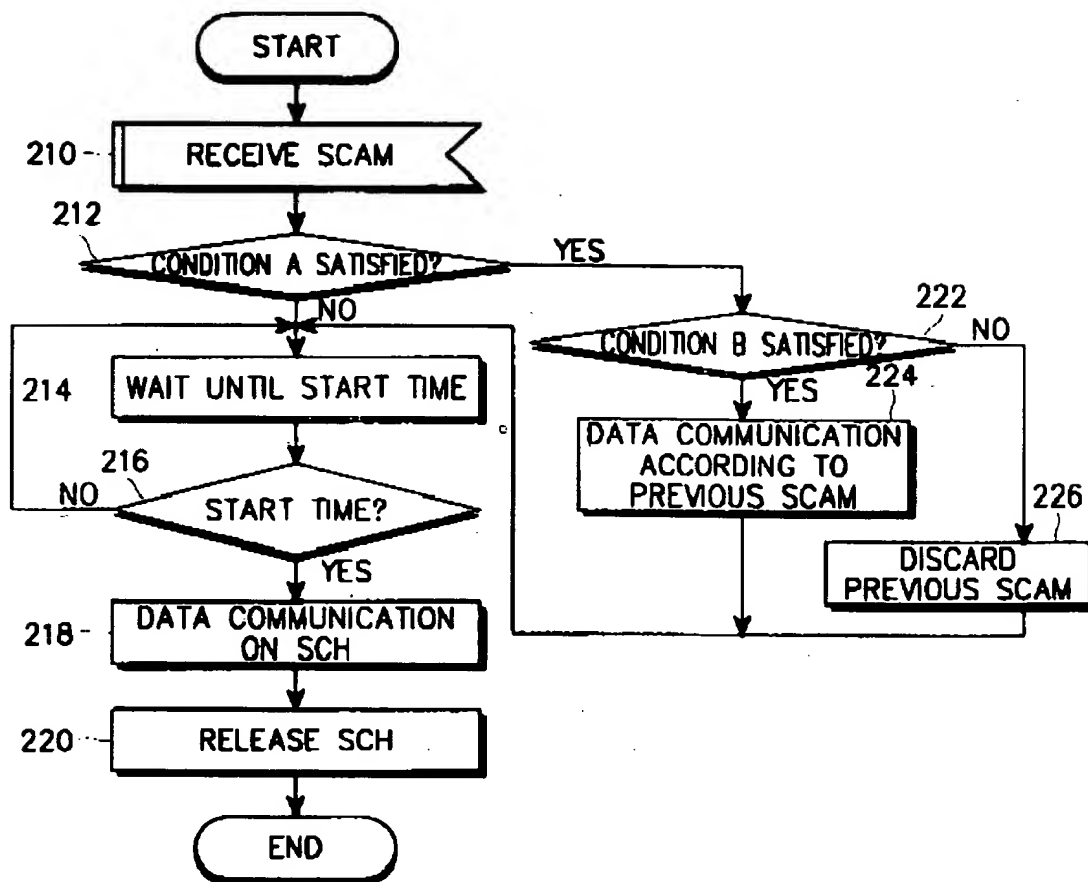 START
210
RECEIVE SCAM
212
CONDITION A SATISFIED?
YES
NO
222
CONDITION B SATISFIED?
NO
214
WAIT UNTIL START TIME
YES
224
DATA COMMUNICATION
ACCORDING TO
PREVIOUS SCAM
216
NO
START TIME?
YES
226
DISCARD
PREVIOUS SCAM
218
DATA COMMUNICATION
ON SCH
220
RELEASE SCH
END